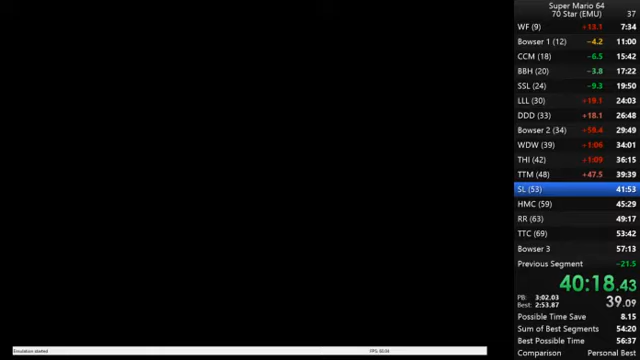 Super Mario 64
70 Star (EMU) 37
WF (9) +13.1 7:34
Bowser 1 (12) −4.2 11:00
CCM (18) −6.5 15:42
BBH (20) −3.8 17:22
SSL (24) −9.3 19:50
LLL (30) +19.1 24:03
DDD (33) +18.1 26:48
Bowser 2 (34) +58.4 29:49
WDW (39) +1:06 34:01
THI (42) +1:09 36:15
TTM (48) +47.5 39:39
SL (53) 41:53
HMC (59) 45:29
RR (63) 49:17
TTC (69) 53:42
Bowser 3 57:13
Previous Segment −21.5
40:18.43
PB: 3:02.03
Best: 2:53.87
39.09
Possible Time Save 8.15
Sum of Best Segments 54:20
Best Possible Time 56:37
Comparison Personal Best
Emulation started